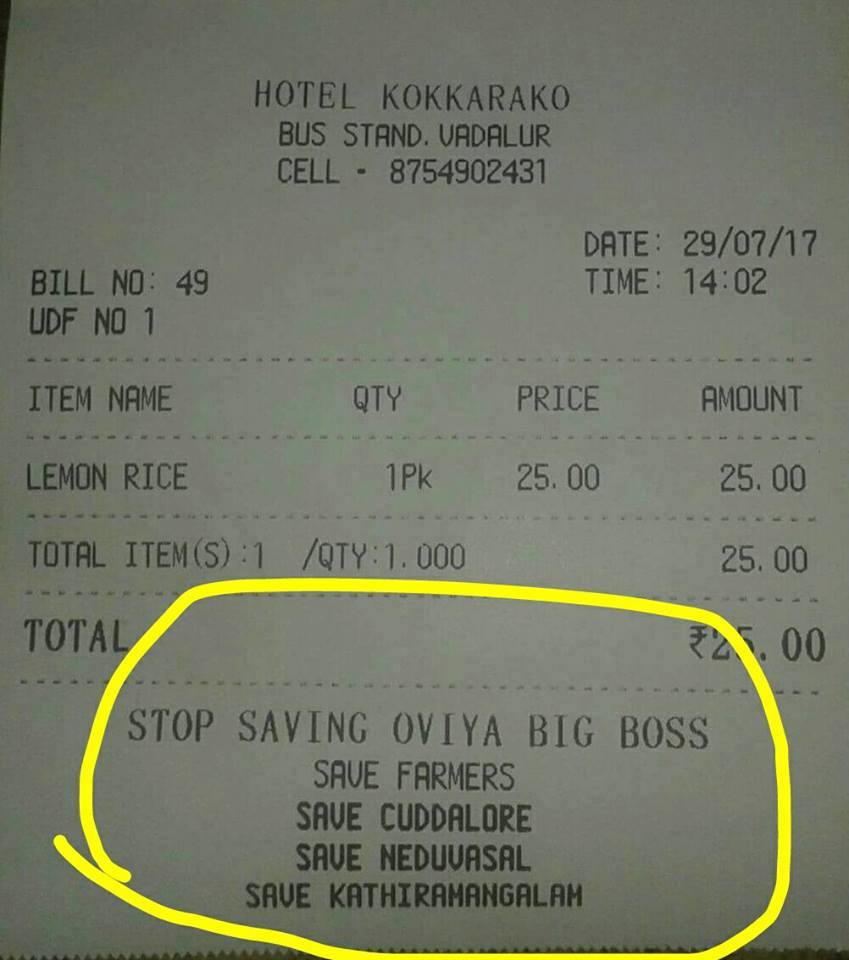 HOTEL KOKKARAKO
BUS STAND. VADALUR
CELL - 8754902431
DATE: 29/07/17
BILL NO: 49 TIME: 14:02
UDF NO 1
ITEM NAME QTY PRICE AMOUNT
LEMON RICE 1Pk 25.00 25.00
TOTAL ITEM(S):1 /QTY:1.000 25.00
TOTAL ₹25.00
STOP SAVING OVIYA BIG BOSS
SAVE FARMERS
SAVE CUDDALORE
SAVE NEDUVASAL
SAVE KATHIRAMANGALAM